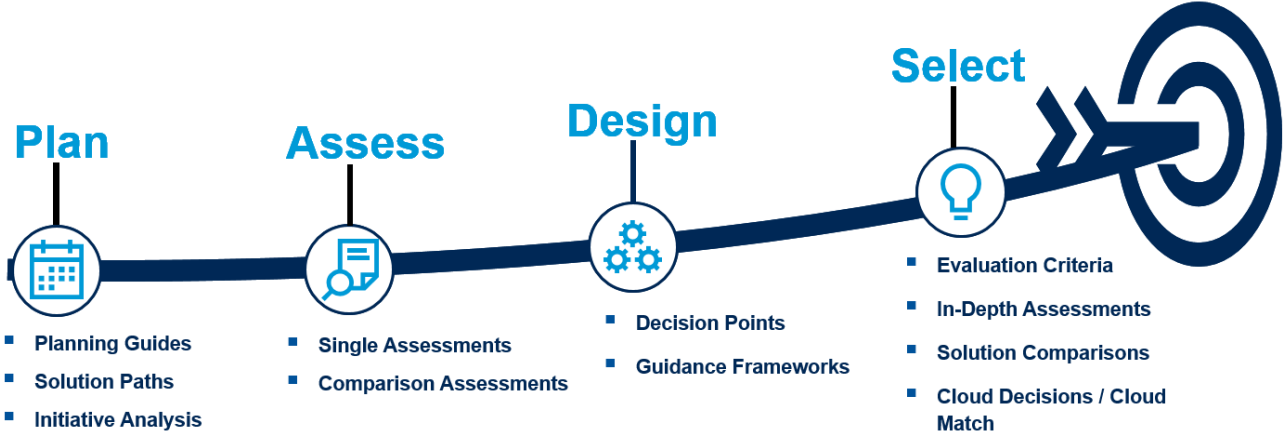 Plan
Planning Guides
Solution Paths
Initiative Analysis
Assess
Single Assessments
Comparison Assessments
Design
Decision Points
Guidance Frameworks
Select
Evaluation Criteria
In-Depth Assessments
Solution Comparisons
Cloud Decisions / Cloud
Match